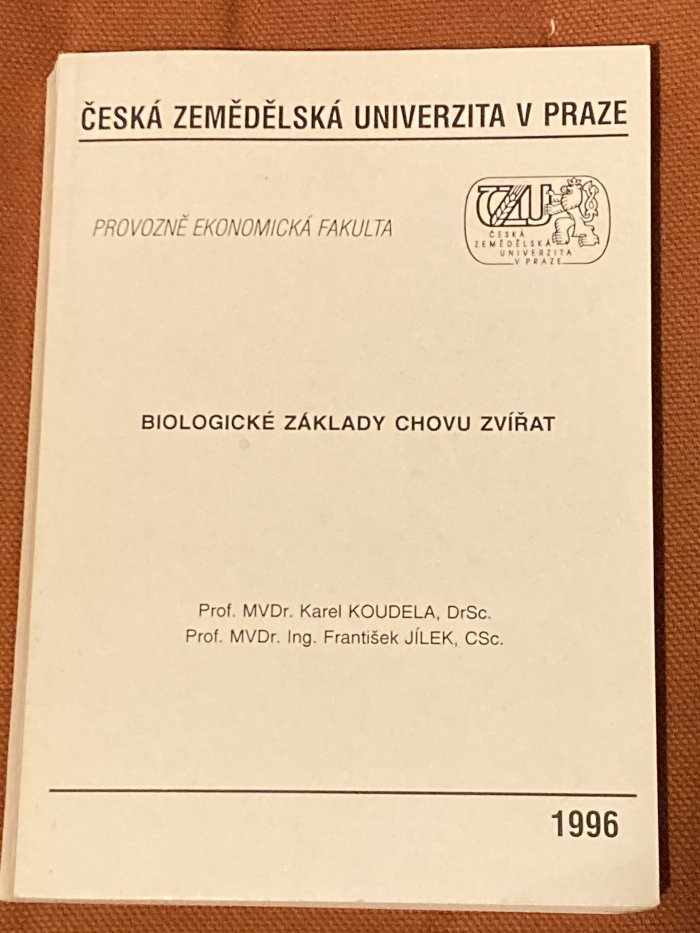 ČESKÁ ZEMĚDĚLSKÁ UNIVERZITA V PRAZE
PROVOZNĚ EKONOMICKÁ FAKULTA
ČZU
ČESKÁ
ZEMĚDĚLSKÁ
UNIVERZITA
V PRAZE
BIOLOGICKÉ ZÁKLADY CHOVU ZVÍŘAT
Prof. MVDr. Karel KOUDELA, DrSc.
Prof. MVDr. Ing. František JÍLEK, CSc.
1996